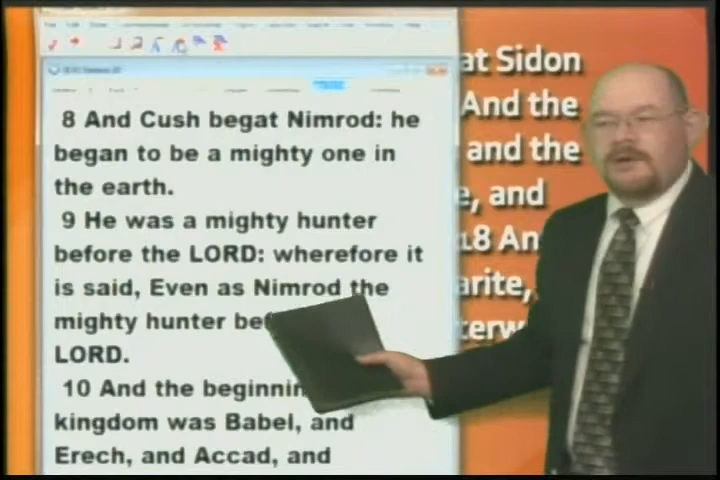 8 And Cush begat Nimrod: he
began to be a mighty one in
the earth.
9 He was a mighty hunter
before the LORD: wherefore it
is said, Even as Nimrod the
mighty hunter bef
LORD.
10 And the beginnin
kingdom was Babel, and
Erech, and Accad, and
at Sidon
And the
and the
e, and
18 An
arite,
terw